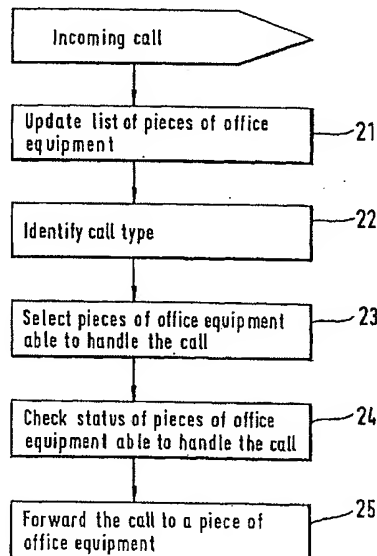 Incoming call
Update list of pieces of office
equipment
21
Identify call type
22
Select pieces of office equipment
able to handle the call
23
Check status of pieces of office
equipment able to handle the call
24
Forward the call to a piece of
office equipment
25